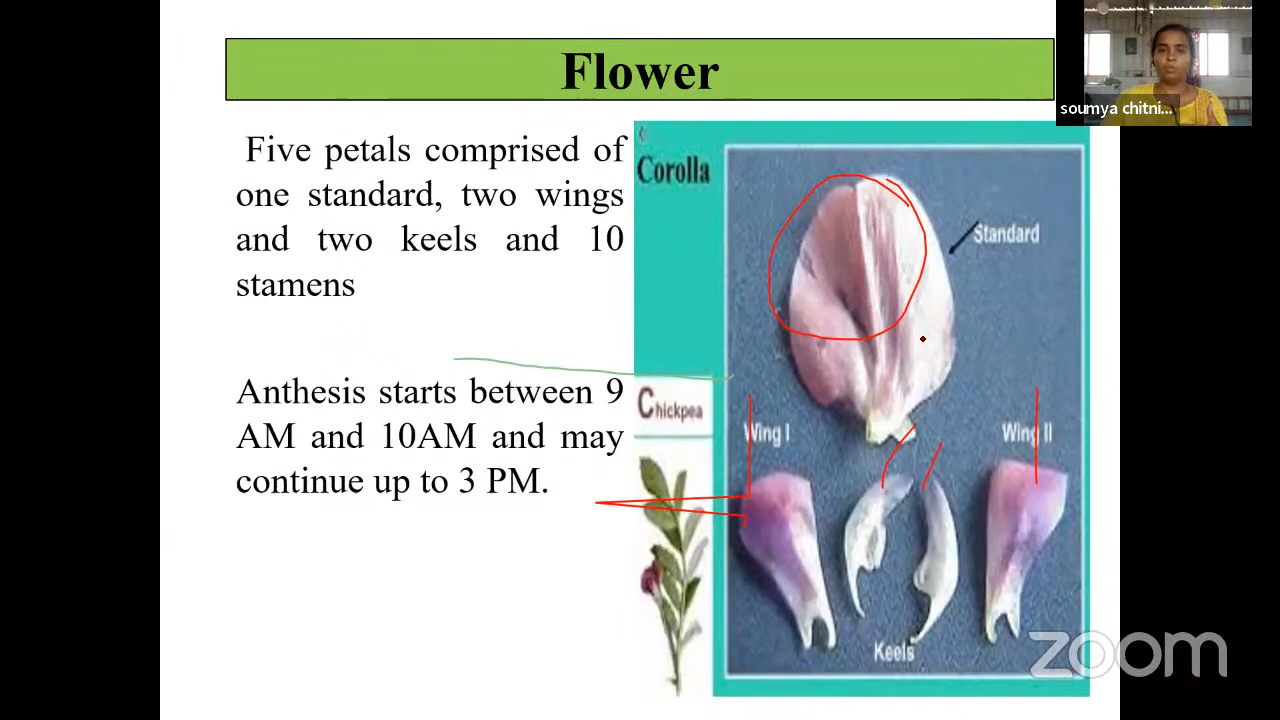 Flower
soumya chitni...
Five petals comprised of
one standard, two wings
and two keels and 10
stamens
Anthesis starts between 9
AM and 10AM and may
continue up to 3 PM.
Corolla
Standard
Chickpea
Wing I
Wing II
Keels
zoom